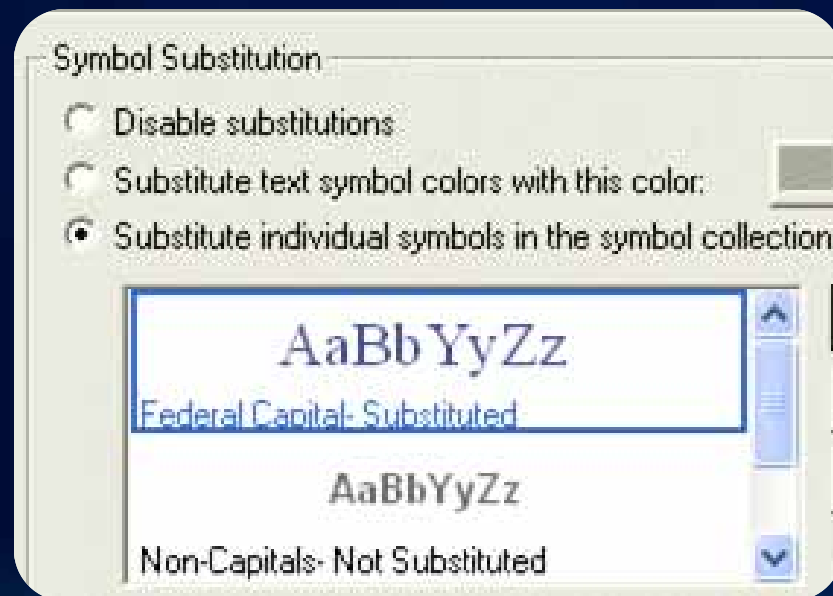 Symbol Substitution
Disable substitutions
Substitute text symbol colors with this color:
Substitute individual symbols in the symbol collection
AaBbYyZz
Federal Capital- Substituted
AaBbYyZz
Non-Capitals- Not Substituted